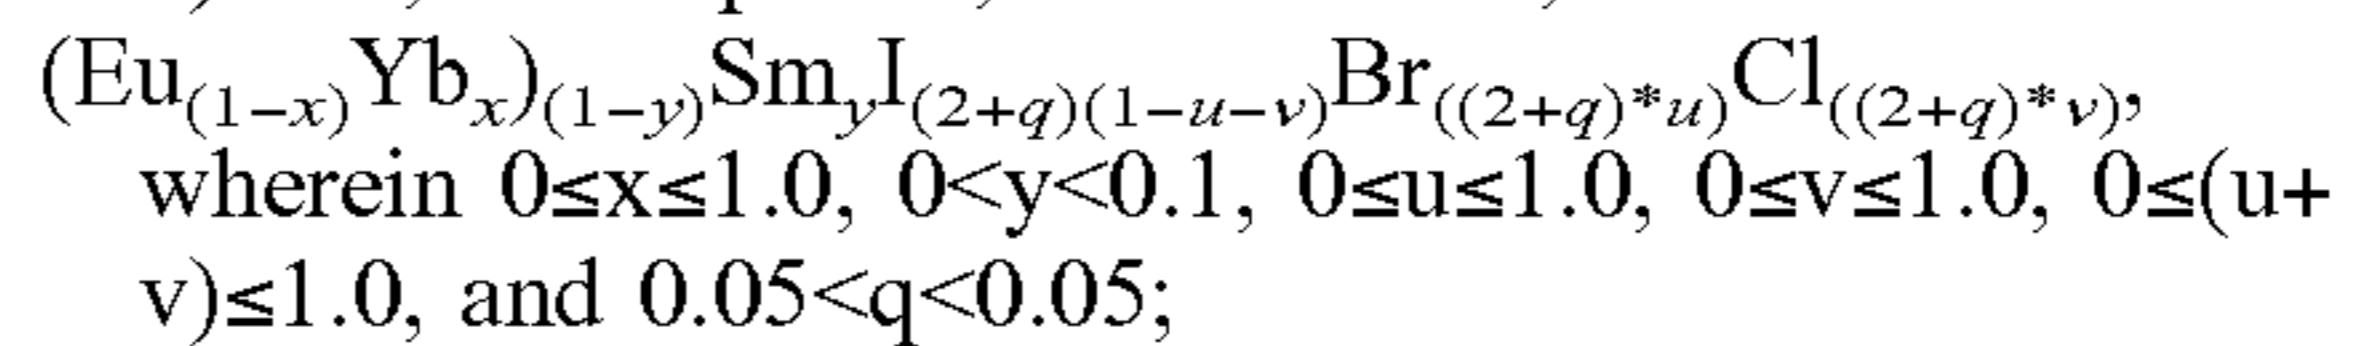 (Eu(1−x)Ybx)(1−y)SmyI(2+q)(1−u−v)Br((2+q)*u)Cl((2+q)*v),
wherein 0≤x≤1.0, 0<y<0.1, 0≤u≤1.0, 0≤v≤1.0, 0≤(u+
v)≤1.0, and 0.05<q<0.05;